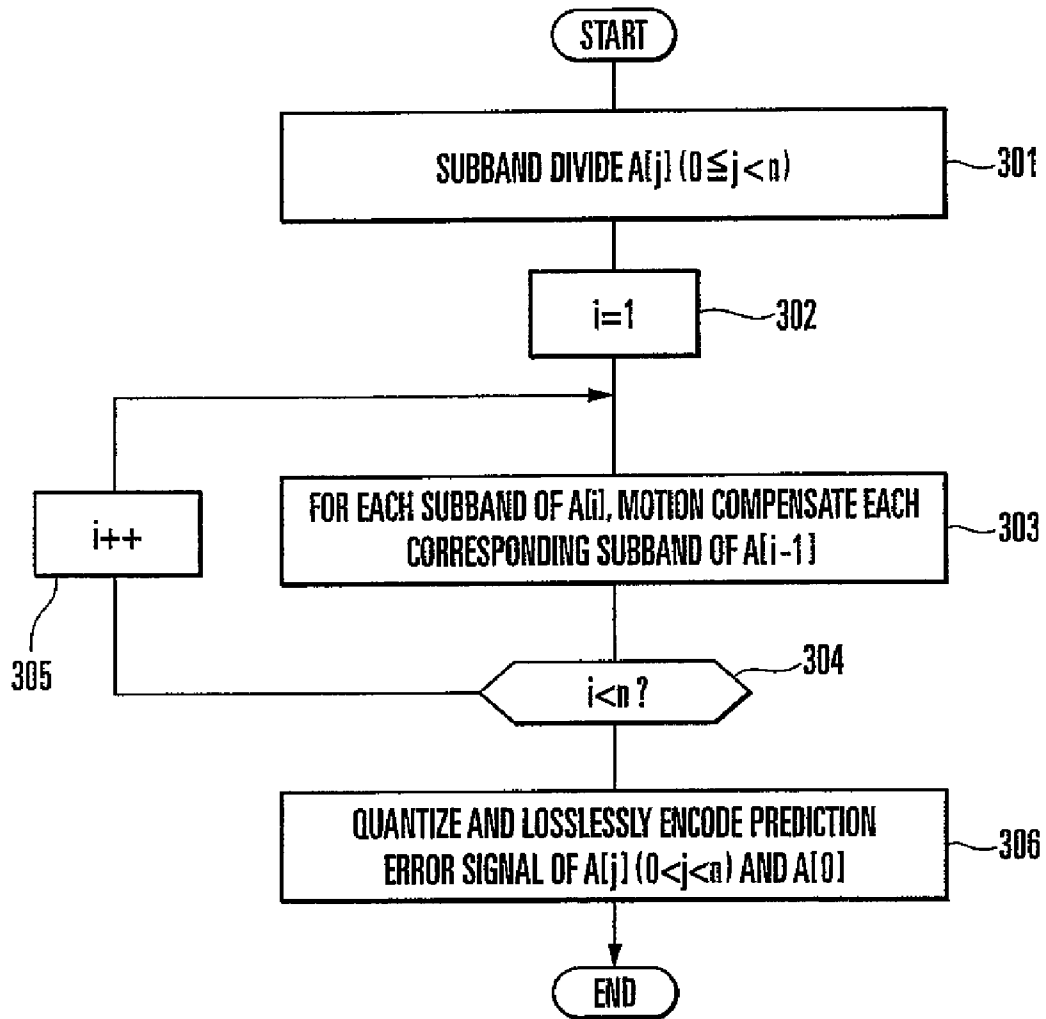 START
SUBBAND DIVIDE A[j] (0≦j<n)
301
i=1
302
FOR EACH SUBBAND OF A[i], MOTION COMPENSATE EACH
CORRESPONDING SUBBAND OF A[i-1]
303
i++
305
i<n?
304
QUANTIZE AND LOSSLESSLY ENCODE PREDICTION
ERROR SIGNAL OF A[j] (0<j<n) AND A[0]
306
END